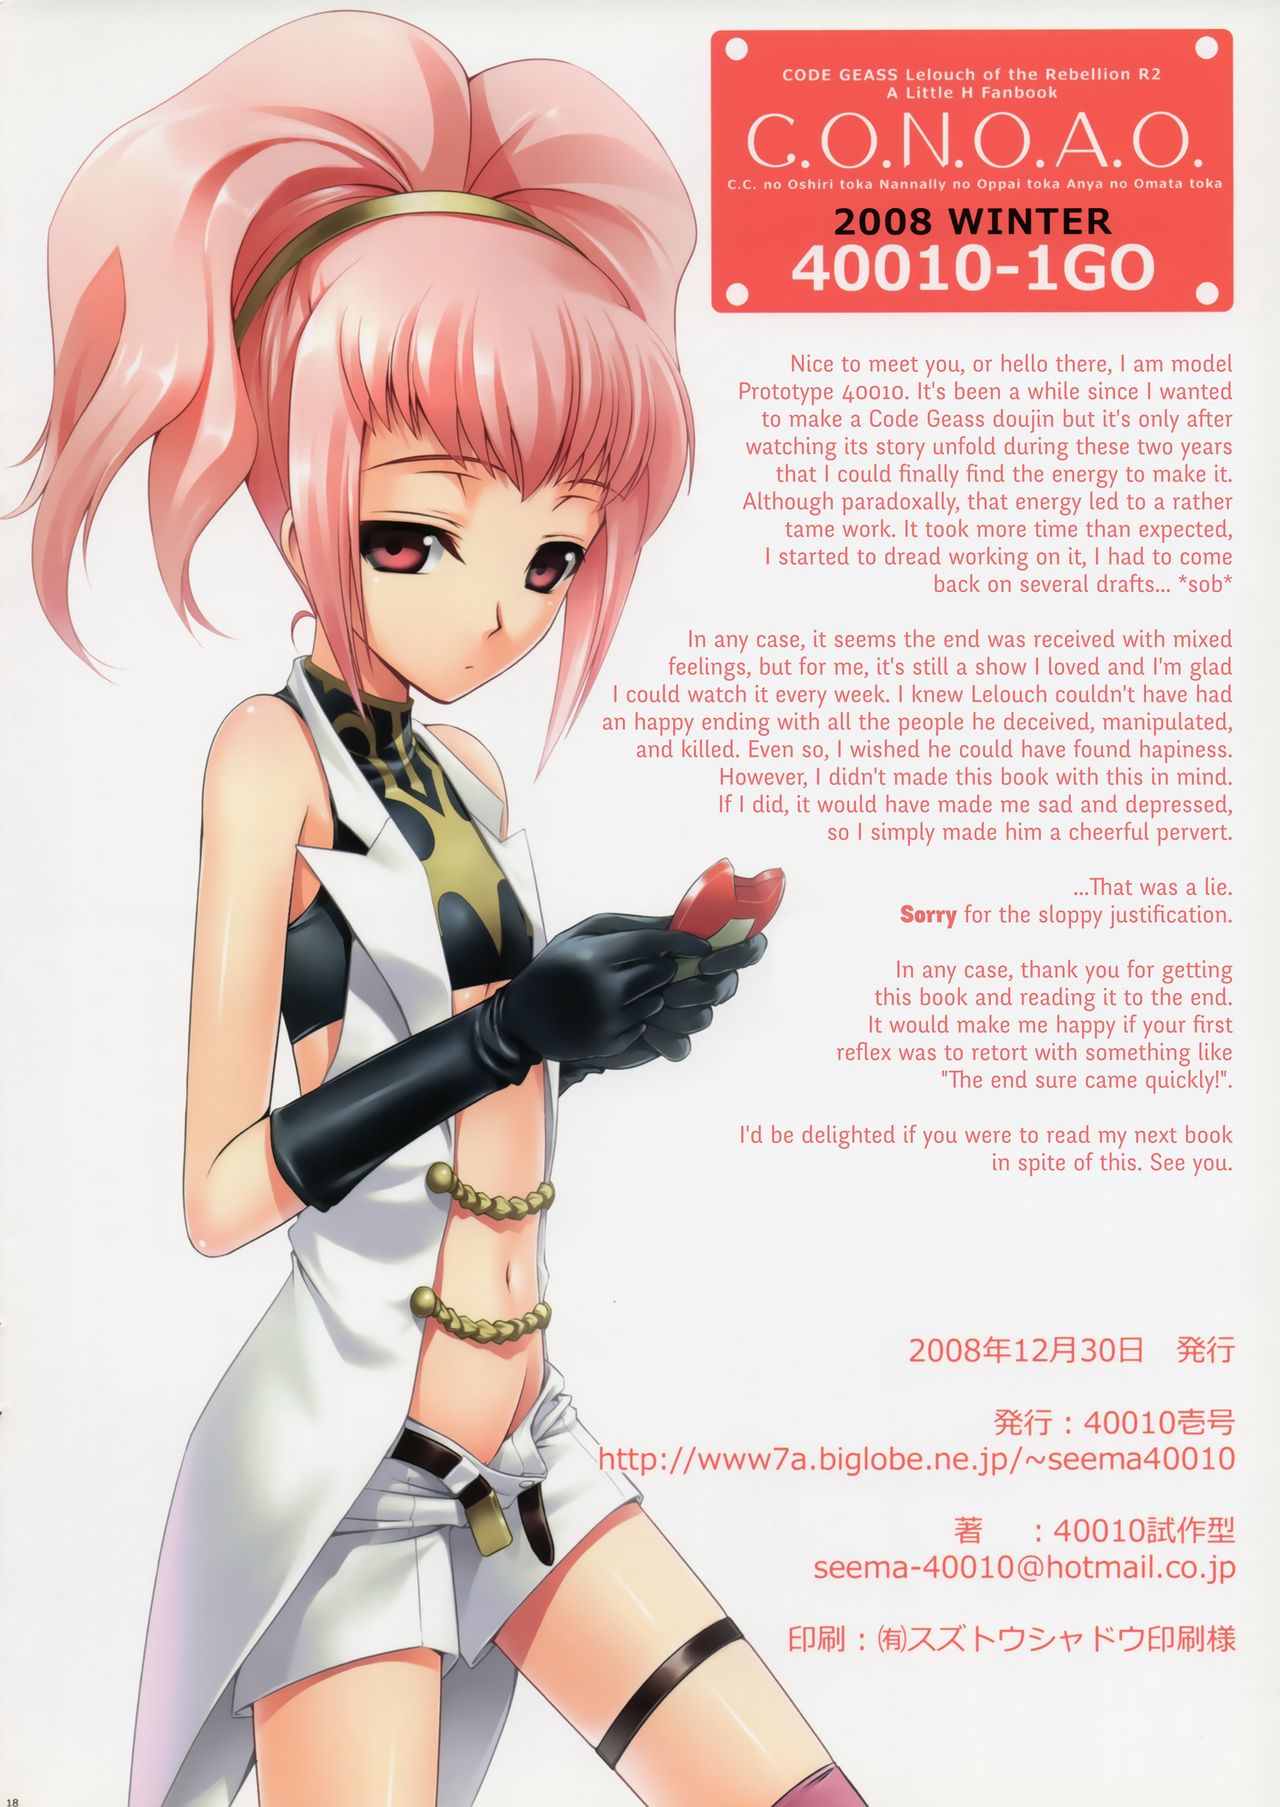 CODE GEASS Lelouch of the Rebellion R2
A Little H Fanbook
C.O.N.O.A.O.
C.C. no Oshiri toka Nannally no Oppai toka Anya no Omata toka
2008 WINTER
40010-1GO
Nice to meet you, or hello there, I am model
Prototype 40010. It's been a while since I wanted
to make a Code Geass doujin but it's only after
watching its story unfold during these two years
that I could finally find the energy to make it.
Although paradoxally, that energy led to a rather
tame work. It took more time than expected,
I started to dread working on it, I had to come
back on several drafts... *sob*
In any case, it seems the end was received with mixed
feelings, but for me, it's still a show I loved and I'm glad
I could watch it every week. I knew Lelouch couldn't have had
an happy ending with all the people he deceived, manipulated,
and killed. Even so, I wished he could have found hapiness.
However, I didn't made this book with this in mind.
If I did, it would have made me sad and depressed,
so I simply made him a cheerful pervert.
...That was a lie.
Sorry for the sloppy justification.
In any case, thank you for getting
this book and reading it to the end.
It would make me happy if your first
reflex was to retort with something like
"The end sure came quickly!".
I'd be delighted if you were to read my next book
in spite of this. See you.
2008年12月30日　発行
発行：40010壱号
http://www7a.biglobe.ne.jp/~seema40010
著　：40010試作型
seema-40010@hotmail.co.jp
印刷：㈲スズトウシャドウ印刷様
18